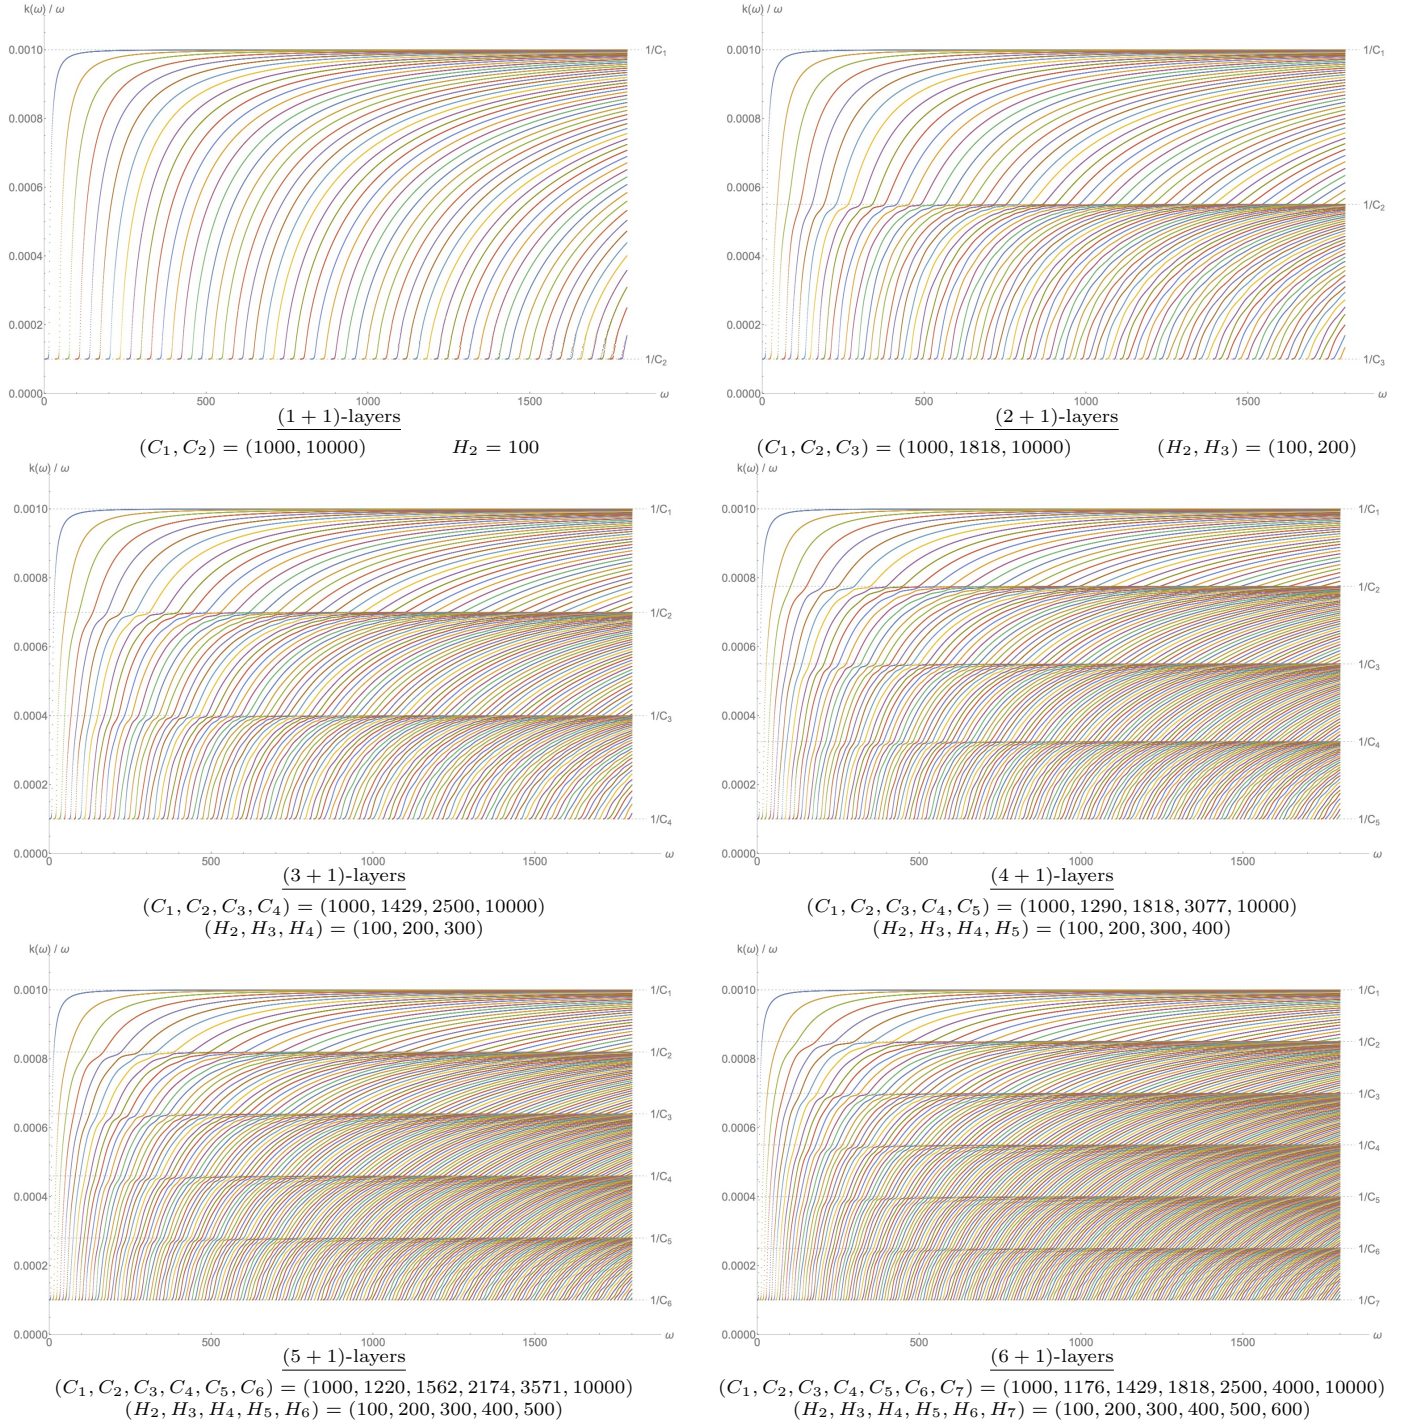 k(ω) / ω
0.0010
0.0008
0.0006
0.0004
0.0002
0.0000
1/C₁
1/C₂
0 500 1000 1500 ω
(1 + 1)-layers
(C₁, C₂) = (1000, 10000) H₂ = 100
k(ω) / ω
0.0010
0.0008
0.0006
0.0004
0.0002
0.0000
1/C₁
1/C₂
1/C₃
0 500 1000 1500 ω
(2 + 1)-layers
(C₁, C₂, C₃) = (1000, 1818, 10000) (H₂, H₃) = (100, 200)
k(ω) / ω
0.0010
0.0008
0.0006
0.0004
0.0002
0.0000
1/C₁
1/C₂
1/C₃
1/C₄
0 500 1000 1500 ω
(3 + 1)-layers
(C₁, C₂, C₃, C₄) = (1000, 1429, 2500, 10000)
(H₂, H₃, H₄) = (100, 200, 300)
k(ω) / ω
0.0010
0.0008
0.0006
0.0004
0.0002
0.0000
1/C₁
1/C₂
1/C₃
1/C₄
1/C₅
0 500 1000 1500 ω
(4 + 1)-layers
(C₁, C₂, C₃, C₄, C₅) = (1000, 1290, 1818, 3077, 10000)
(H₂, H₃, H₄, H₅) = (100, 200, 300, 400)
k(ω) / ω
0.0010
0.0008
0.0006
0.0004
0.0002
0.0000
1/C₁
1/C₂
1/C₃
1/C₄
1/C₅
1/C₆
0 500 1000 1500 ω
(5 + 1)-layers
(C₁, C₂, C₃, C₄, C₅, C₆) = (1000, 1220, 1562, 2174, 3571, 10000)
(H₂, H₃, H₄, H₅, H₆) = (100, 200, 300, 400, 500)
k(ω) / ω
0.0010
0.0008
0.0006
0.0004
0.0002
0.0000
1/C₁
1/C₂
1/C₃
1/C₄
1/C₅
1/C₆
1/C₇
0 500 1000 1500 ω
(6 + 1)-layers
(C₁, C₂, C₃, C₄, C₅, C₆, C₇) = (1000, 1176, 1429, 1818, 2500, 4000, 10000)
(H₂, H₃, H₄, H₅, H₆, H₇) = (100, 200, 300, 400, 500, 600)